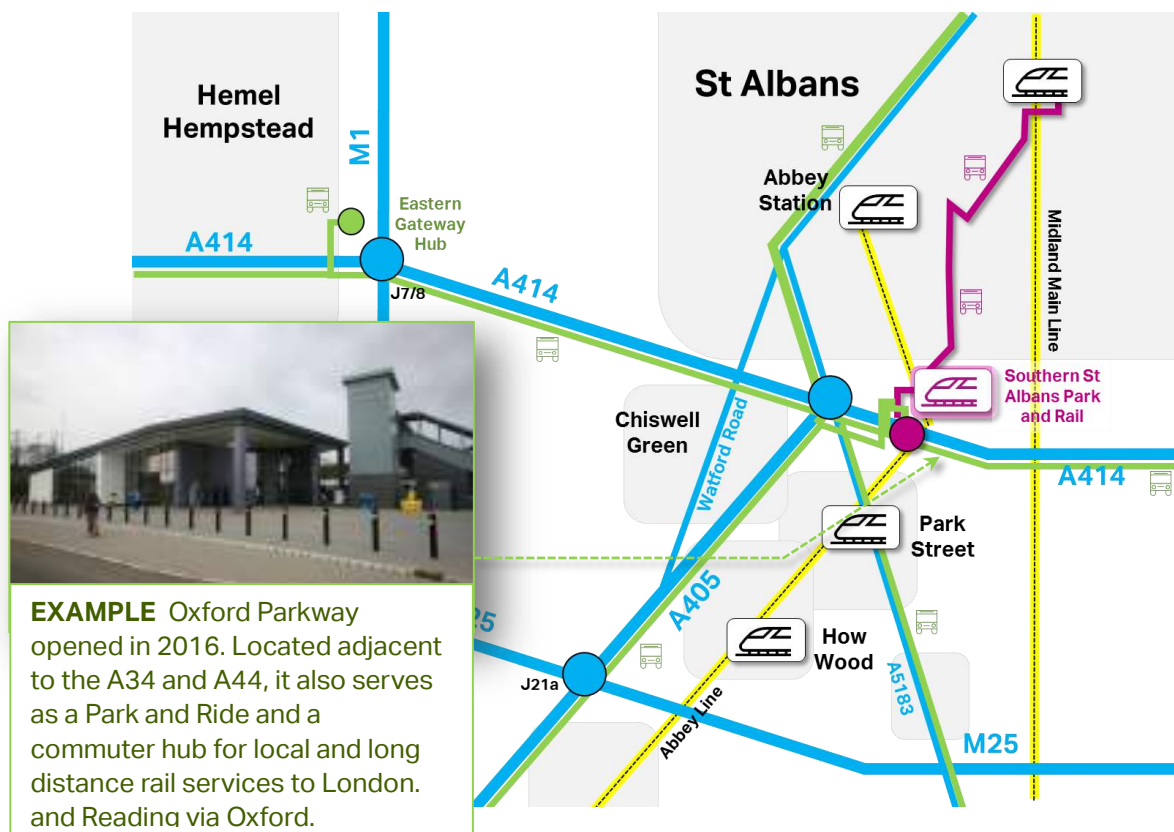 St Albans
Hemel
Hempstead
M1
Abbey
Station
Eastern
Gateway
Hub
Midland Main Line
A414
A414
J7/8
Southern St
Albans Park
and Rail
Chiswell
Green
Watford Road
A414
Park
Street
A405
How
Wood
25
J21a
A5183
Abbey Line
M25
EXAMPLE Oxford Parkway
opened in 2016. Located adjacent
to the A34 and A44, it also serves
as a Park and Ride and a
commuter hub for local and long
distance rail services to London.
and Reading via Oxford.